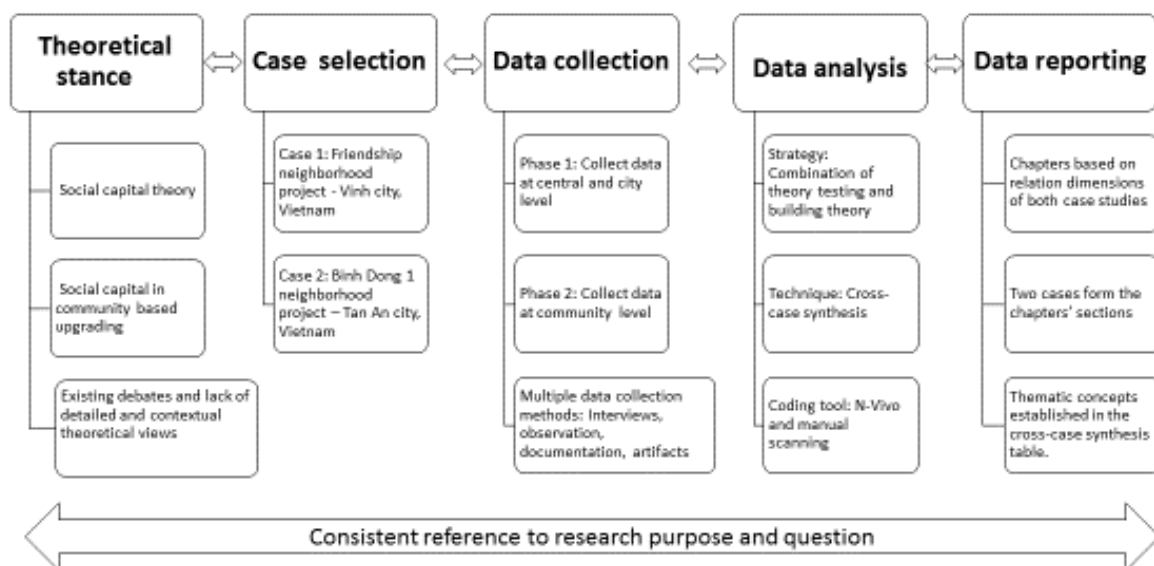 Theoretical
stance
Case selection
Data collection
Data analysis
Data reporting
Social capital theory
Social capital in
community based
upgrading
Existing debates and lack of
detailed and contextual
theoretical views
Case 1: Friendship
neighborhood
project - Vinh city,
Vietnam
Case 2: Binh Dong 1
neighborhood
project – Tan An city,
Vietnam
Phase 1: Collect data
at central and city
level
Phase 2: Collect data
at community level
Multiple data collection
methods: Interviews,
observation,
documentation, artifacts
Strategy:
Combination of
theory testing and
building theory
Technique: Cross-
case synthesis
Coding tool: N-Vivo
and manual
scanning
Chapters based on
relation dimensions
of both case studies
Two cases form the
chapters' sections
Thematic concepts
established in the
cross-case synthesis
table.
Consistent reference to research purpose and question